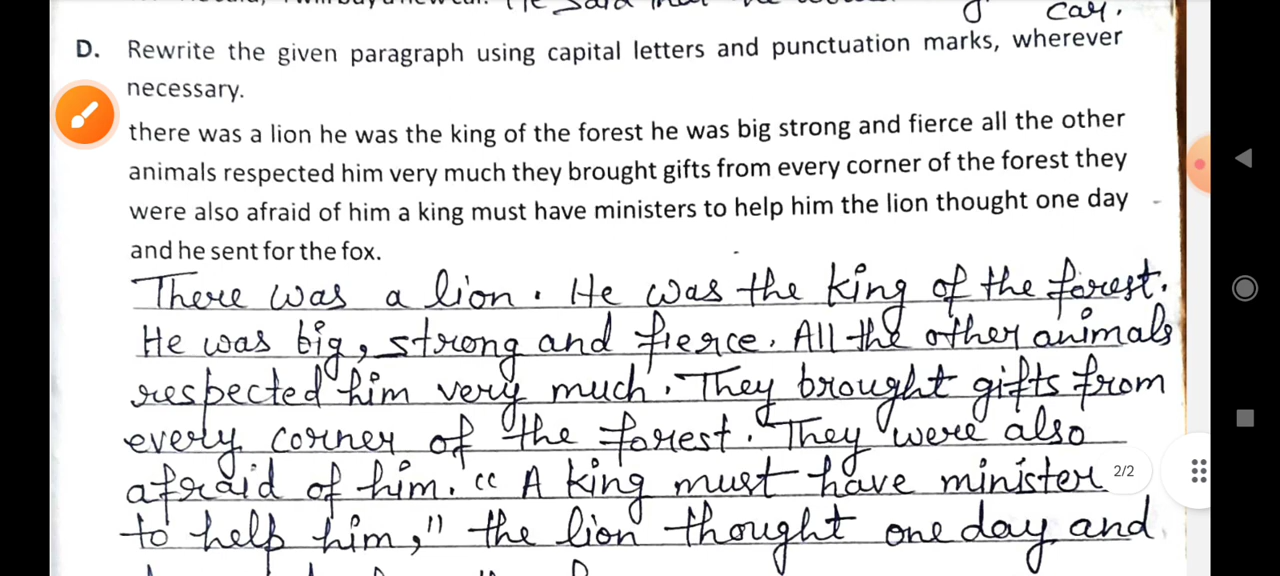 car.
D. Rewrite the given paragraph using capital letters and punctuation marks, wherever
necessary.
there was a lion he was the king of the forest he was big strong and fierce all the other
animals respected him very much they brought gifts from every corner of the forest they
were also afraid of him a king must have ministers to help him the lion thought one day
and he sent for the fox.
There was a lion. He was the king of the forest.
He was big, strong and fierce. All the other animals
respected him very much. They brought gifts from
every corner of the forest. They were also
afraid of him. "A king must have minister
2/2
to help him," the lion thought one day and